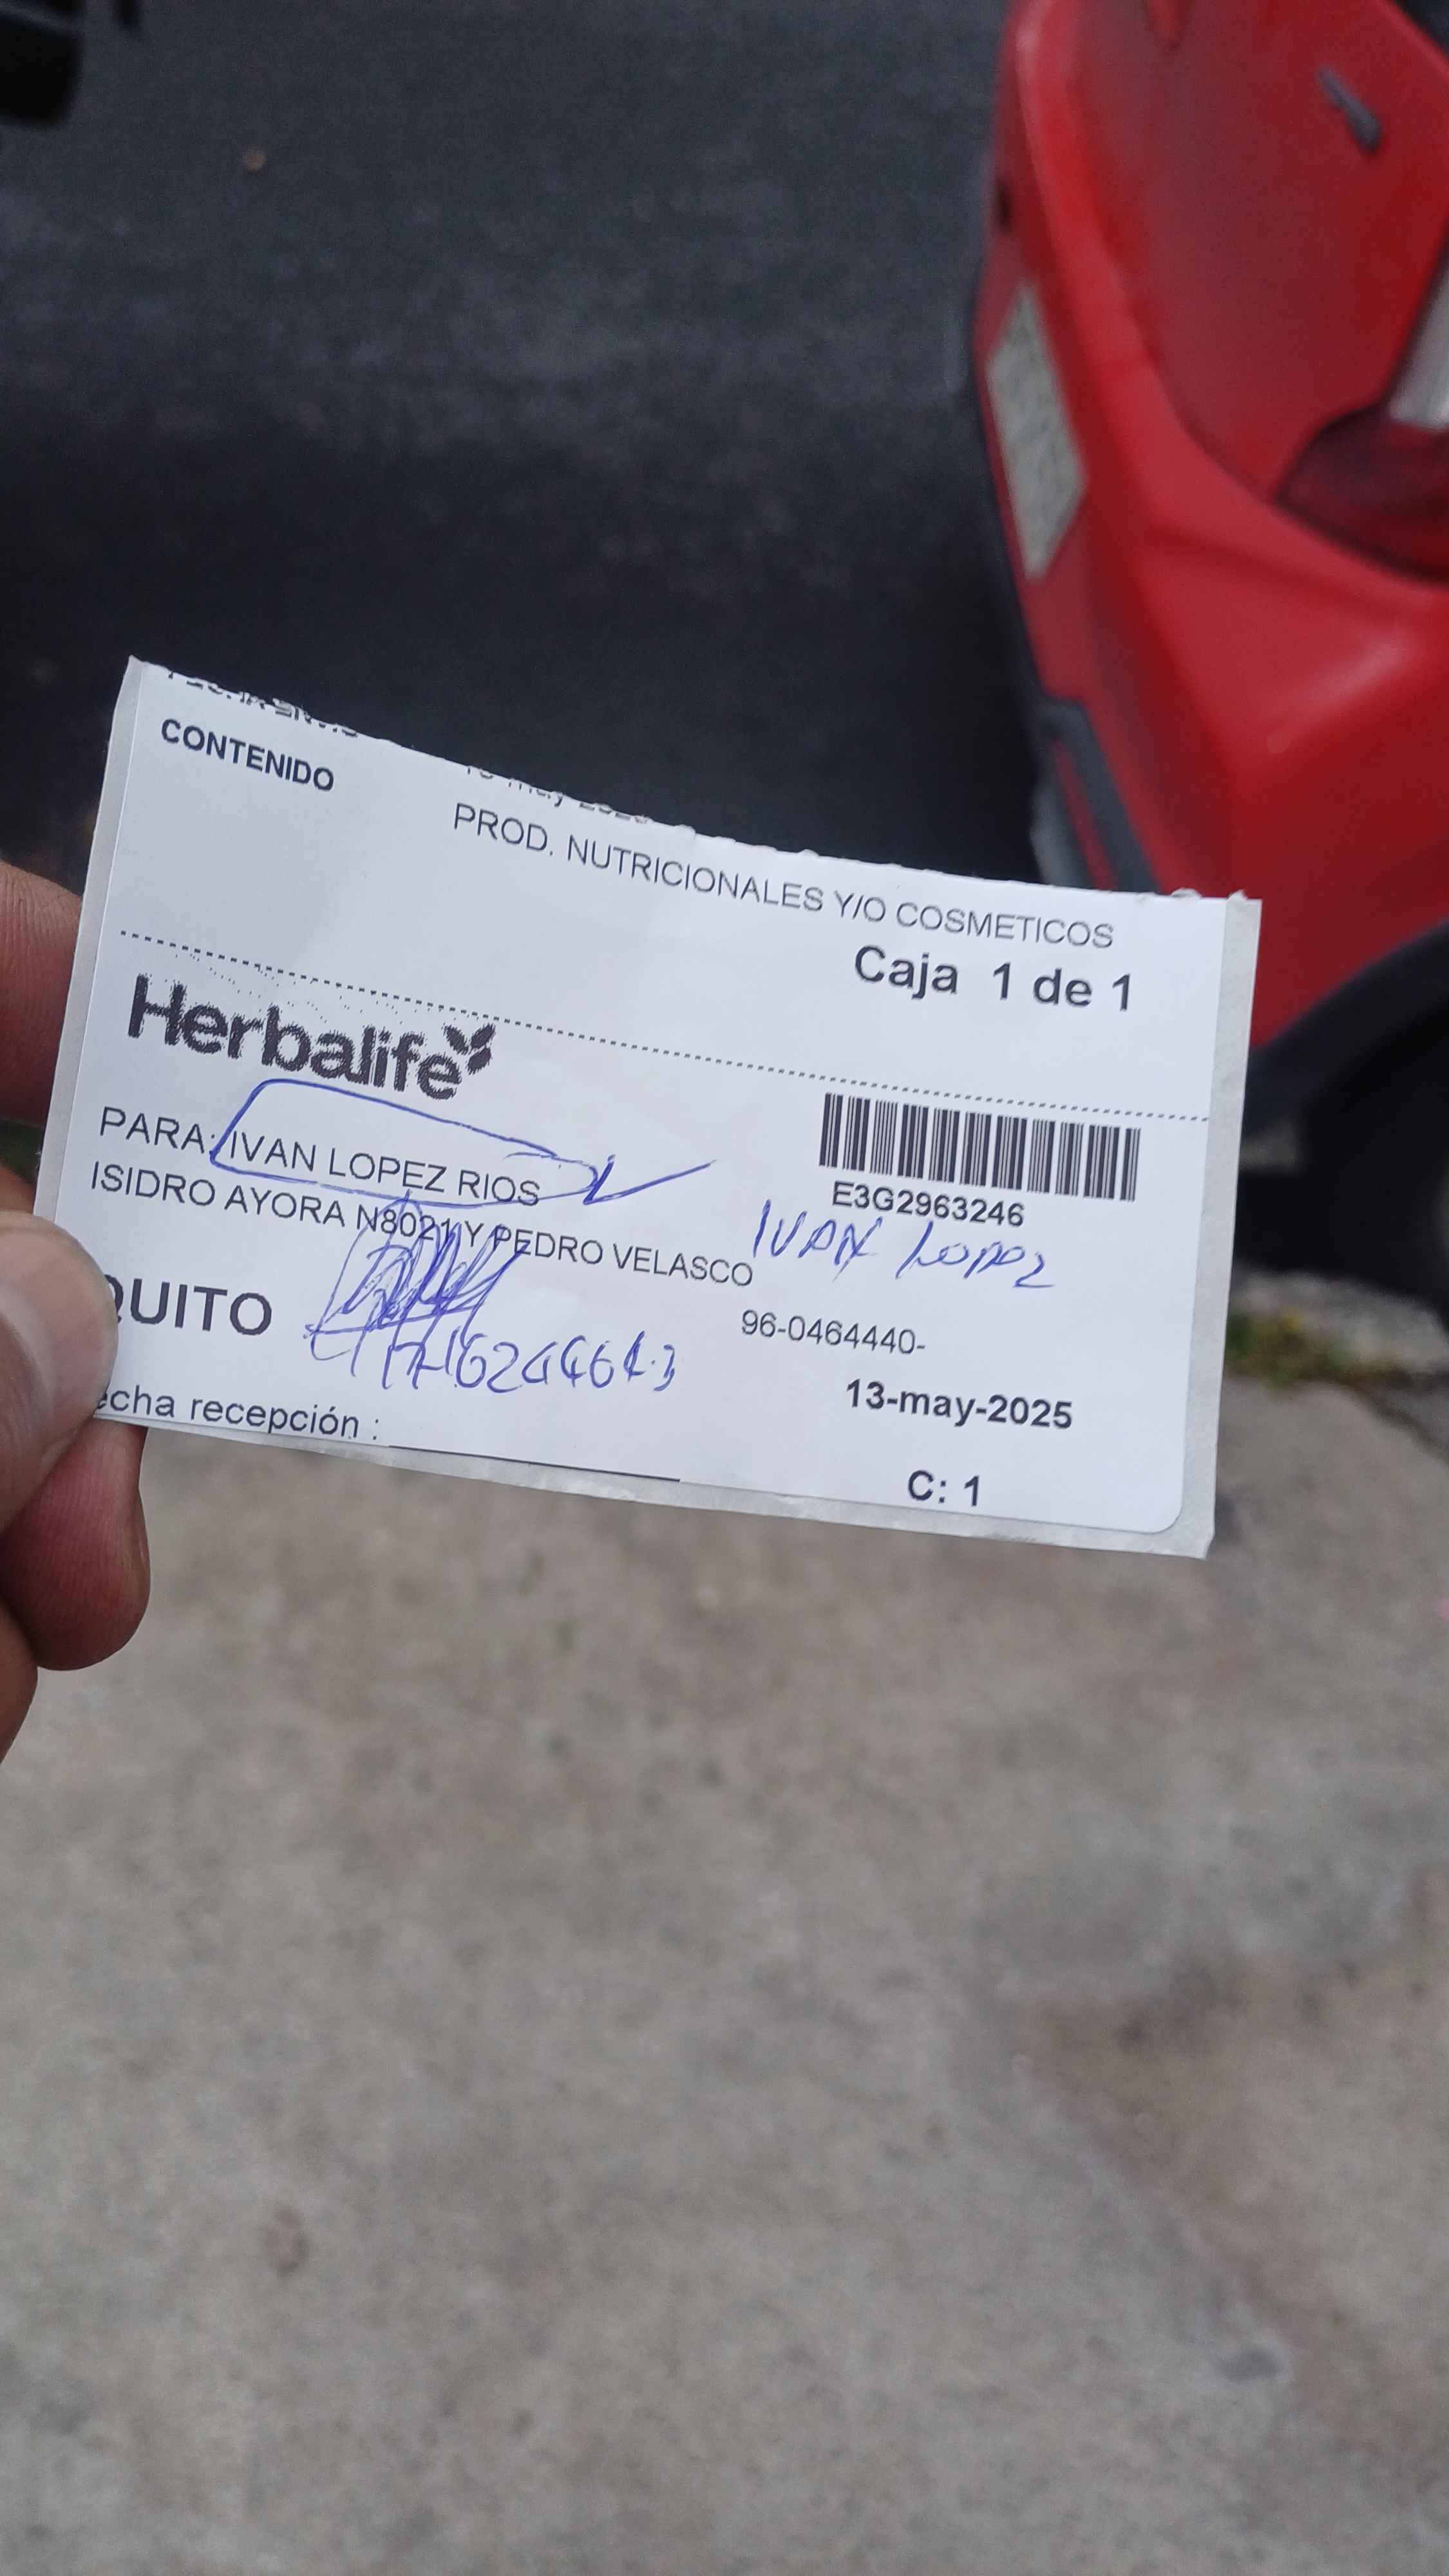 CONTENIDO
PROD. NUTRICIONALES Y/O COSMETICOS
Caja 1 de 1
Herbalife
PARA: IVAN LOPEZ RIOS
ISIDRO AYORA N8021 Y PEDRO VELASCO
E3G2963246
IVAN LOPEZ
QUITO
96-0464440-
13-may-2025
echa recepción :
C: 1